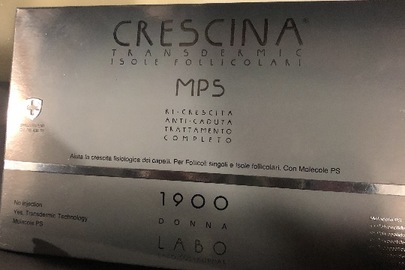 CRESCINA®
TRANSDERMIC
ISOLE FOLLICOLARI
MPS
RI-CRESCITA
ANTI-CADUTA
TRATTAMENTO
COMPLETO
Aiuta la crescita fisiologica dei capelli. Per Follicoli singoli e Isole follicolari. Con Molecole PS
1900
DONNA
LABO
No injection
Yes, Transdermic Technology
Molecole PS